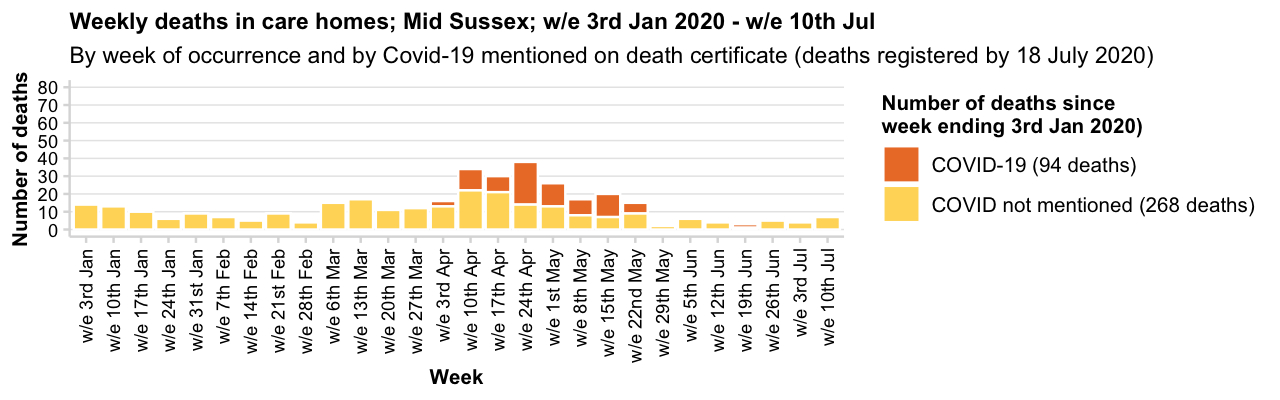 Weekly deaths in care homes; Mid Sussex; w/e 3rd Jan 2020 - w/e 10th Jul
By week of occurrence and by Covid-19 mentioned on death certificate (deaths registered by 18 July 2020)
Number of deaths
80
70
60
50
40
30
20
10
0
w/e 3rd Jan
w/e 10th Jan
w/e 17th Jan
w/e 24th Jan
w/e 31st Jan
w/e 7th Feb
w/e 14th Feb
w/e 21st Feb
w/e 28th Feb
w/e 6th Mar
w/e 13th Mar
w/e 20th Mar
w/e 27th Mar
w/e 3rd Apr
w/e 10th Apr
w/e 17th Apr
w/e 24th Apr
w/e 1st May
w/e 8th May
w/e 15th May
w/e 22nd May
w/e 29th May
w/e 5th Jun
w/e 12th Jun
w/e 19th Jun
w/e 26th Jun
w/e 3rd Jul
w/e 10th Jul
Week
Number of deaths since
week ending 3rd Jan 2020)
COVID-19 (94 deaths)
COVID not mentioned (268 deaths)